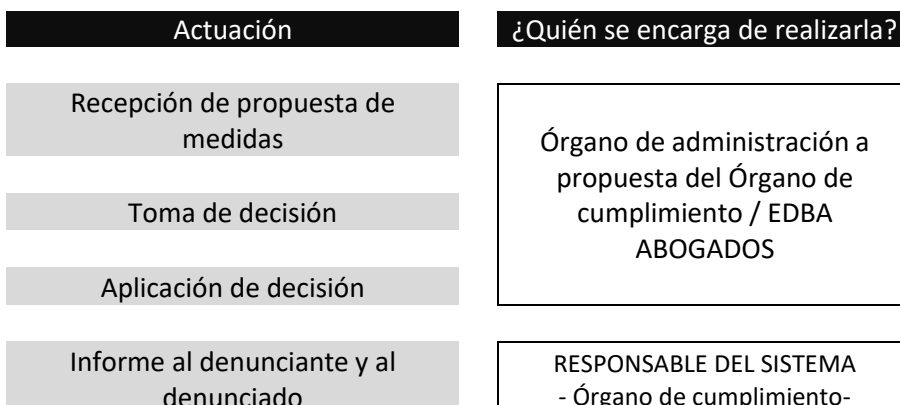 Actuación
¿Quién se encarga de realizarla?
Recepción de propuesta de
medidas
Toma de decisión
Aplicación de decisión
Órgano de administración a
propuesta del Órgano de
cumplimiento / EDBA
ABOGADOS
Informe al denunciante y al
denunciado
RESPONSABLE DEL SISTEMA
- Órgano de cumplimiento-